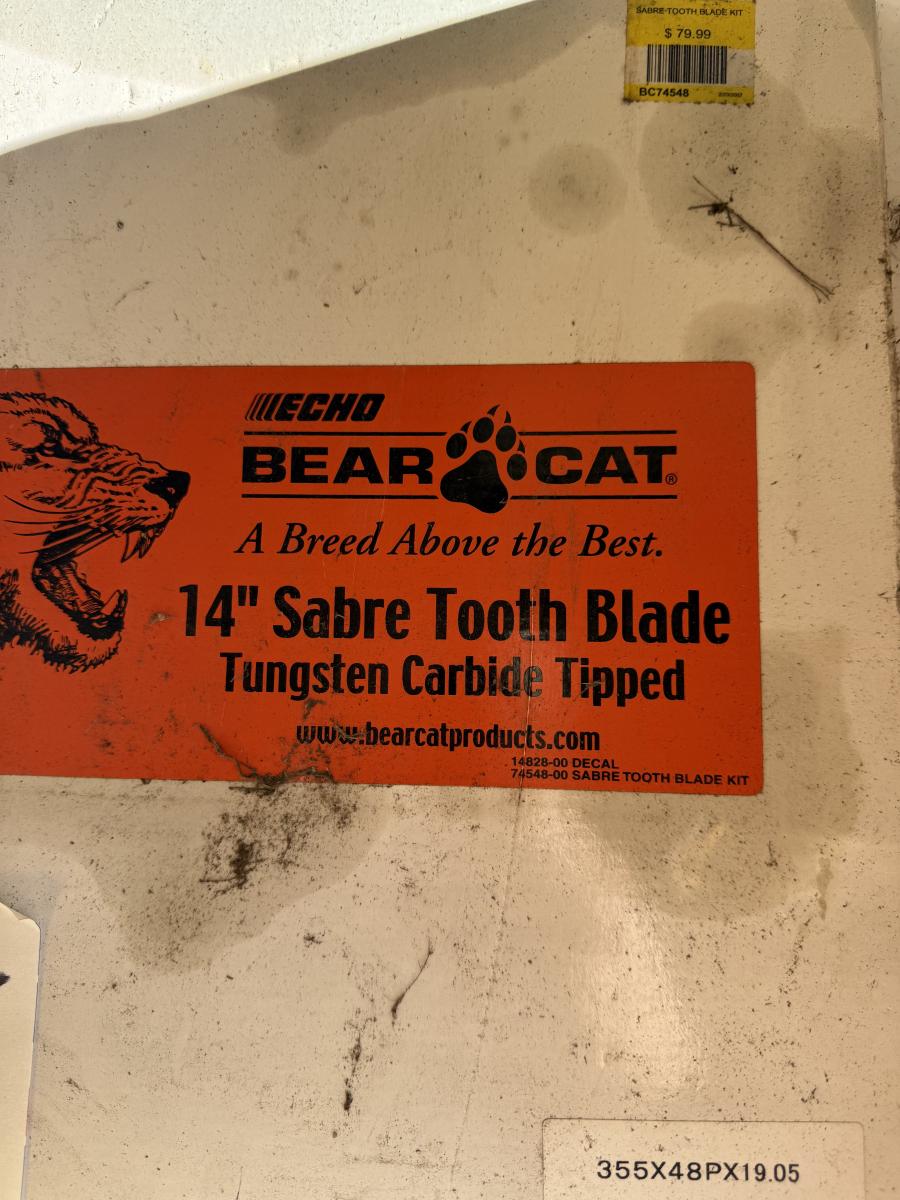 SABRE-TOOTH BLADE KIT
$ 79.99
BC74548
ECHO
BEAR CAT®
A Breed Above the Best.
14" Sabre Tooth Blade
Tungsten Carbide Tipped
www.bearcatproducts.com
14828-00 DECAL
74548-00 SABRE TOOTH BLADE KIT
355X48PX19.05